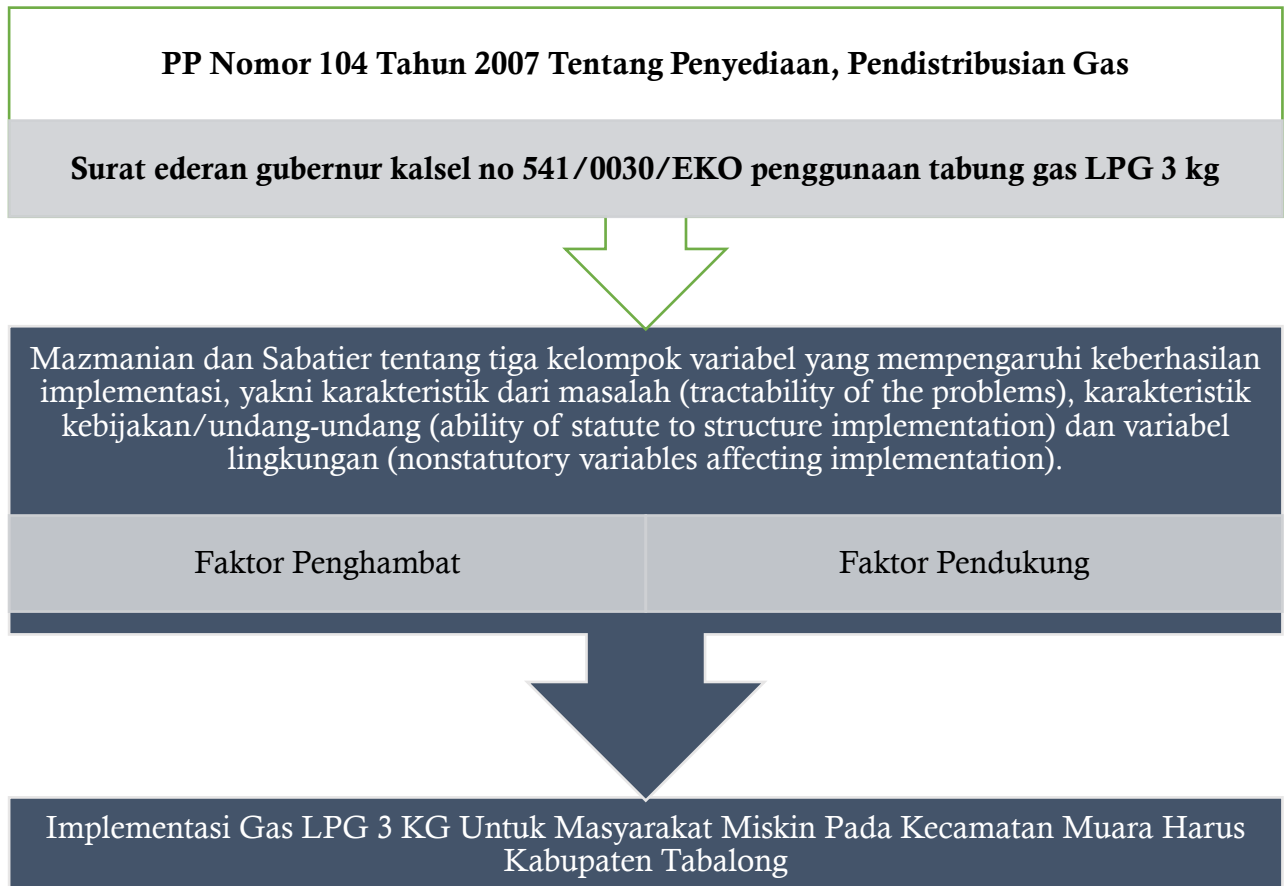 PP Nomor 104 Tahun 2007 Tentang Penyediaan, Pendistribusian Gas
Surat ederan gubernur kalsel no 541/0030/EKO penggunaan tabung gas LPG 3 kg
Mazmanian dan Sabatier tentang tiga kelompok variabel yang mempengaruhi keberhasilan
implementasi, yakni karakteristik dari masalah (tractability of the problems), karakteristik
kebijakan/undang-undang (ability of statute to structure implementation) dan variabel
lingkungan (nonstatutory variables affecting implementation).
Faktor Penghambat
Faktor Pendukung
Implementasi Gas LPG 3 KG Untuk Masyarakat Miskin Pada Kecamatan Muara Harus
Kabupaten Tabalong